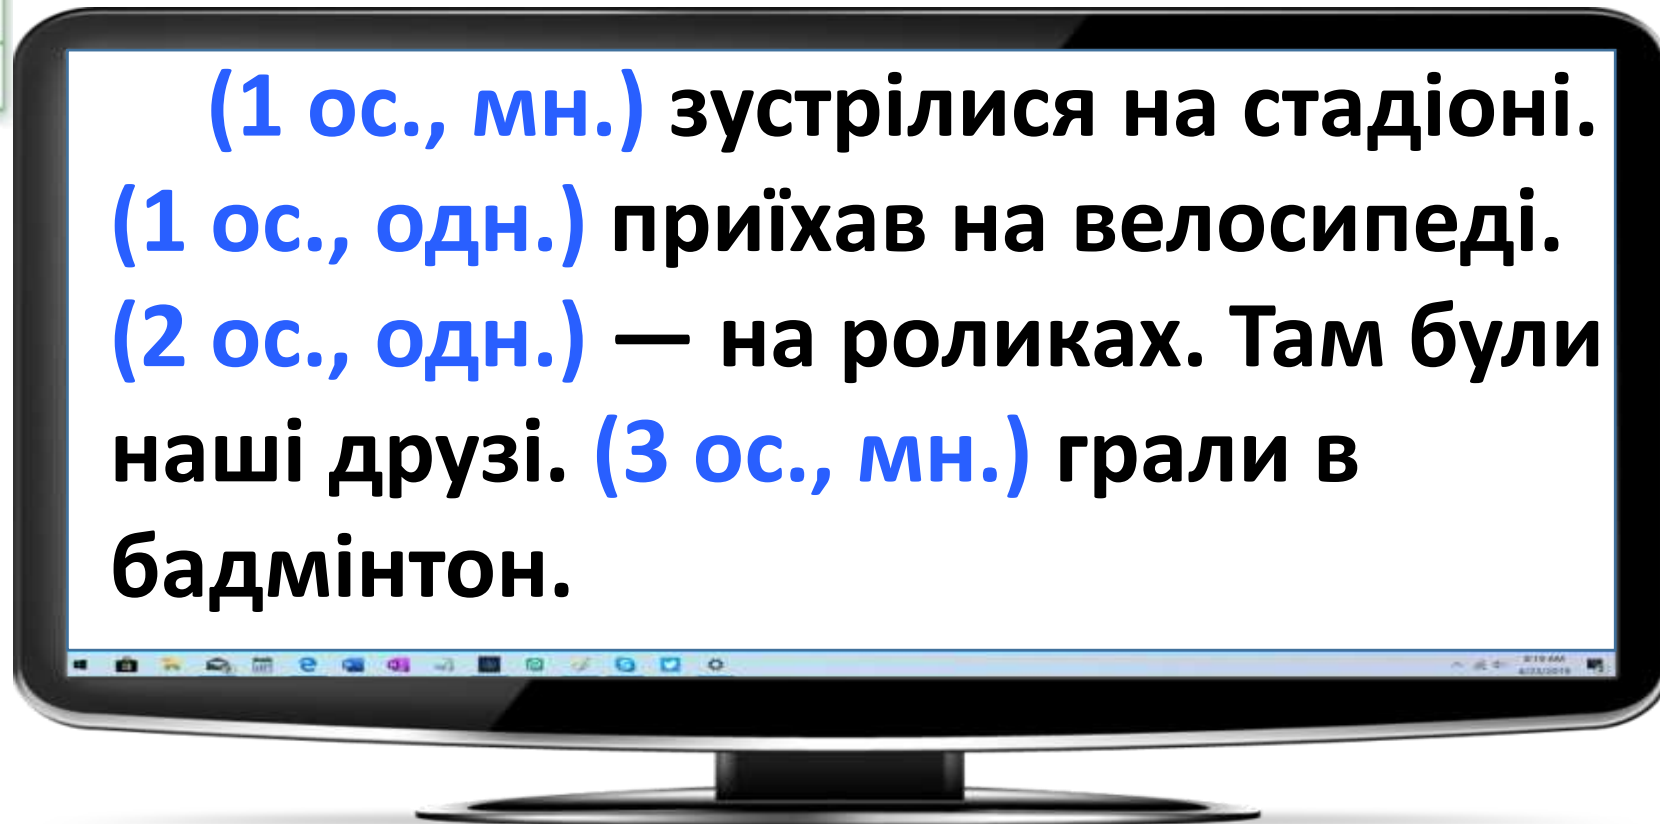 (1 ос., мн.) зустрілися на стадіоні.
(1 ос., одн.) приїхав на велосипеді.
(2 ос., одн.) — на роликах. Там були
наші друзі. (3 ос., мн.) грали в
бадмінтон.